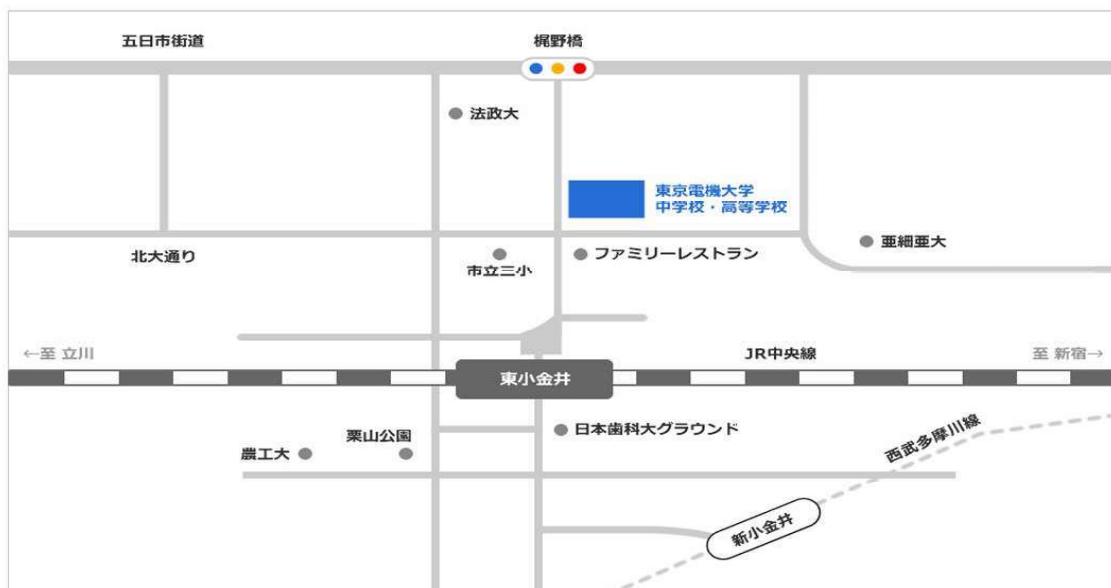 五日市街道
梶野橋
法政大
東京電機大学
中学校・高等学校
亜細亜大
北大通り
市立三小
ファミリーレストラン
←至 立川
JR中央線
至 新宿→
東小金井
日本歯科大グラウンド
栗山公園
農工大
西武多摩川線
新小金井